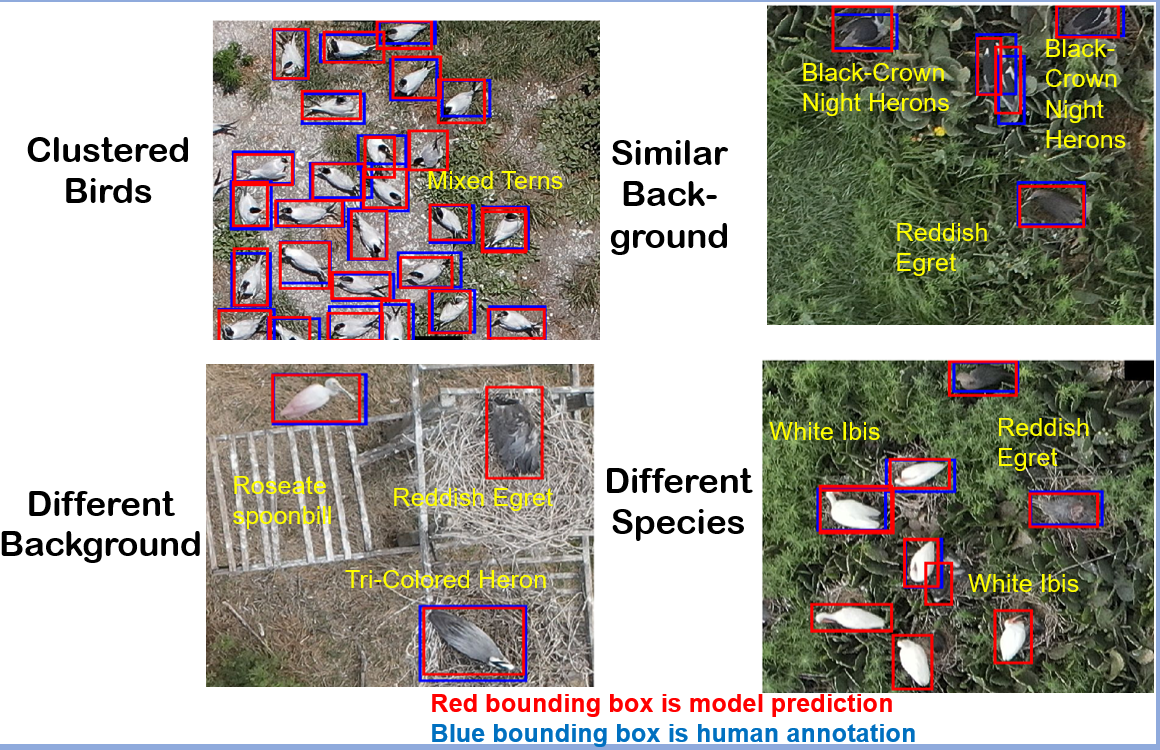 Clustered
Birds
Mixed Terns
Similar
Back-
ground
Black-Crown
Night Herons
Black-
Crown
Night
Herons
Reddish
Egret
Different
Background
Roseate
spoonbill
Reddish Egret
Tri-Colored Heron
Different
Species
White Ibis
Reddish
Egret
White Ibis
Red bounding box is model prediction
Blue bounding box is human annotation